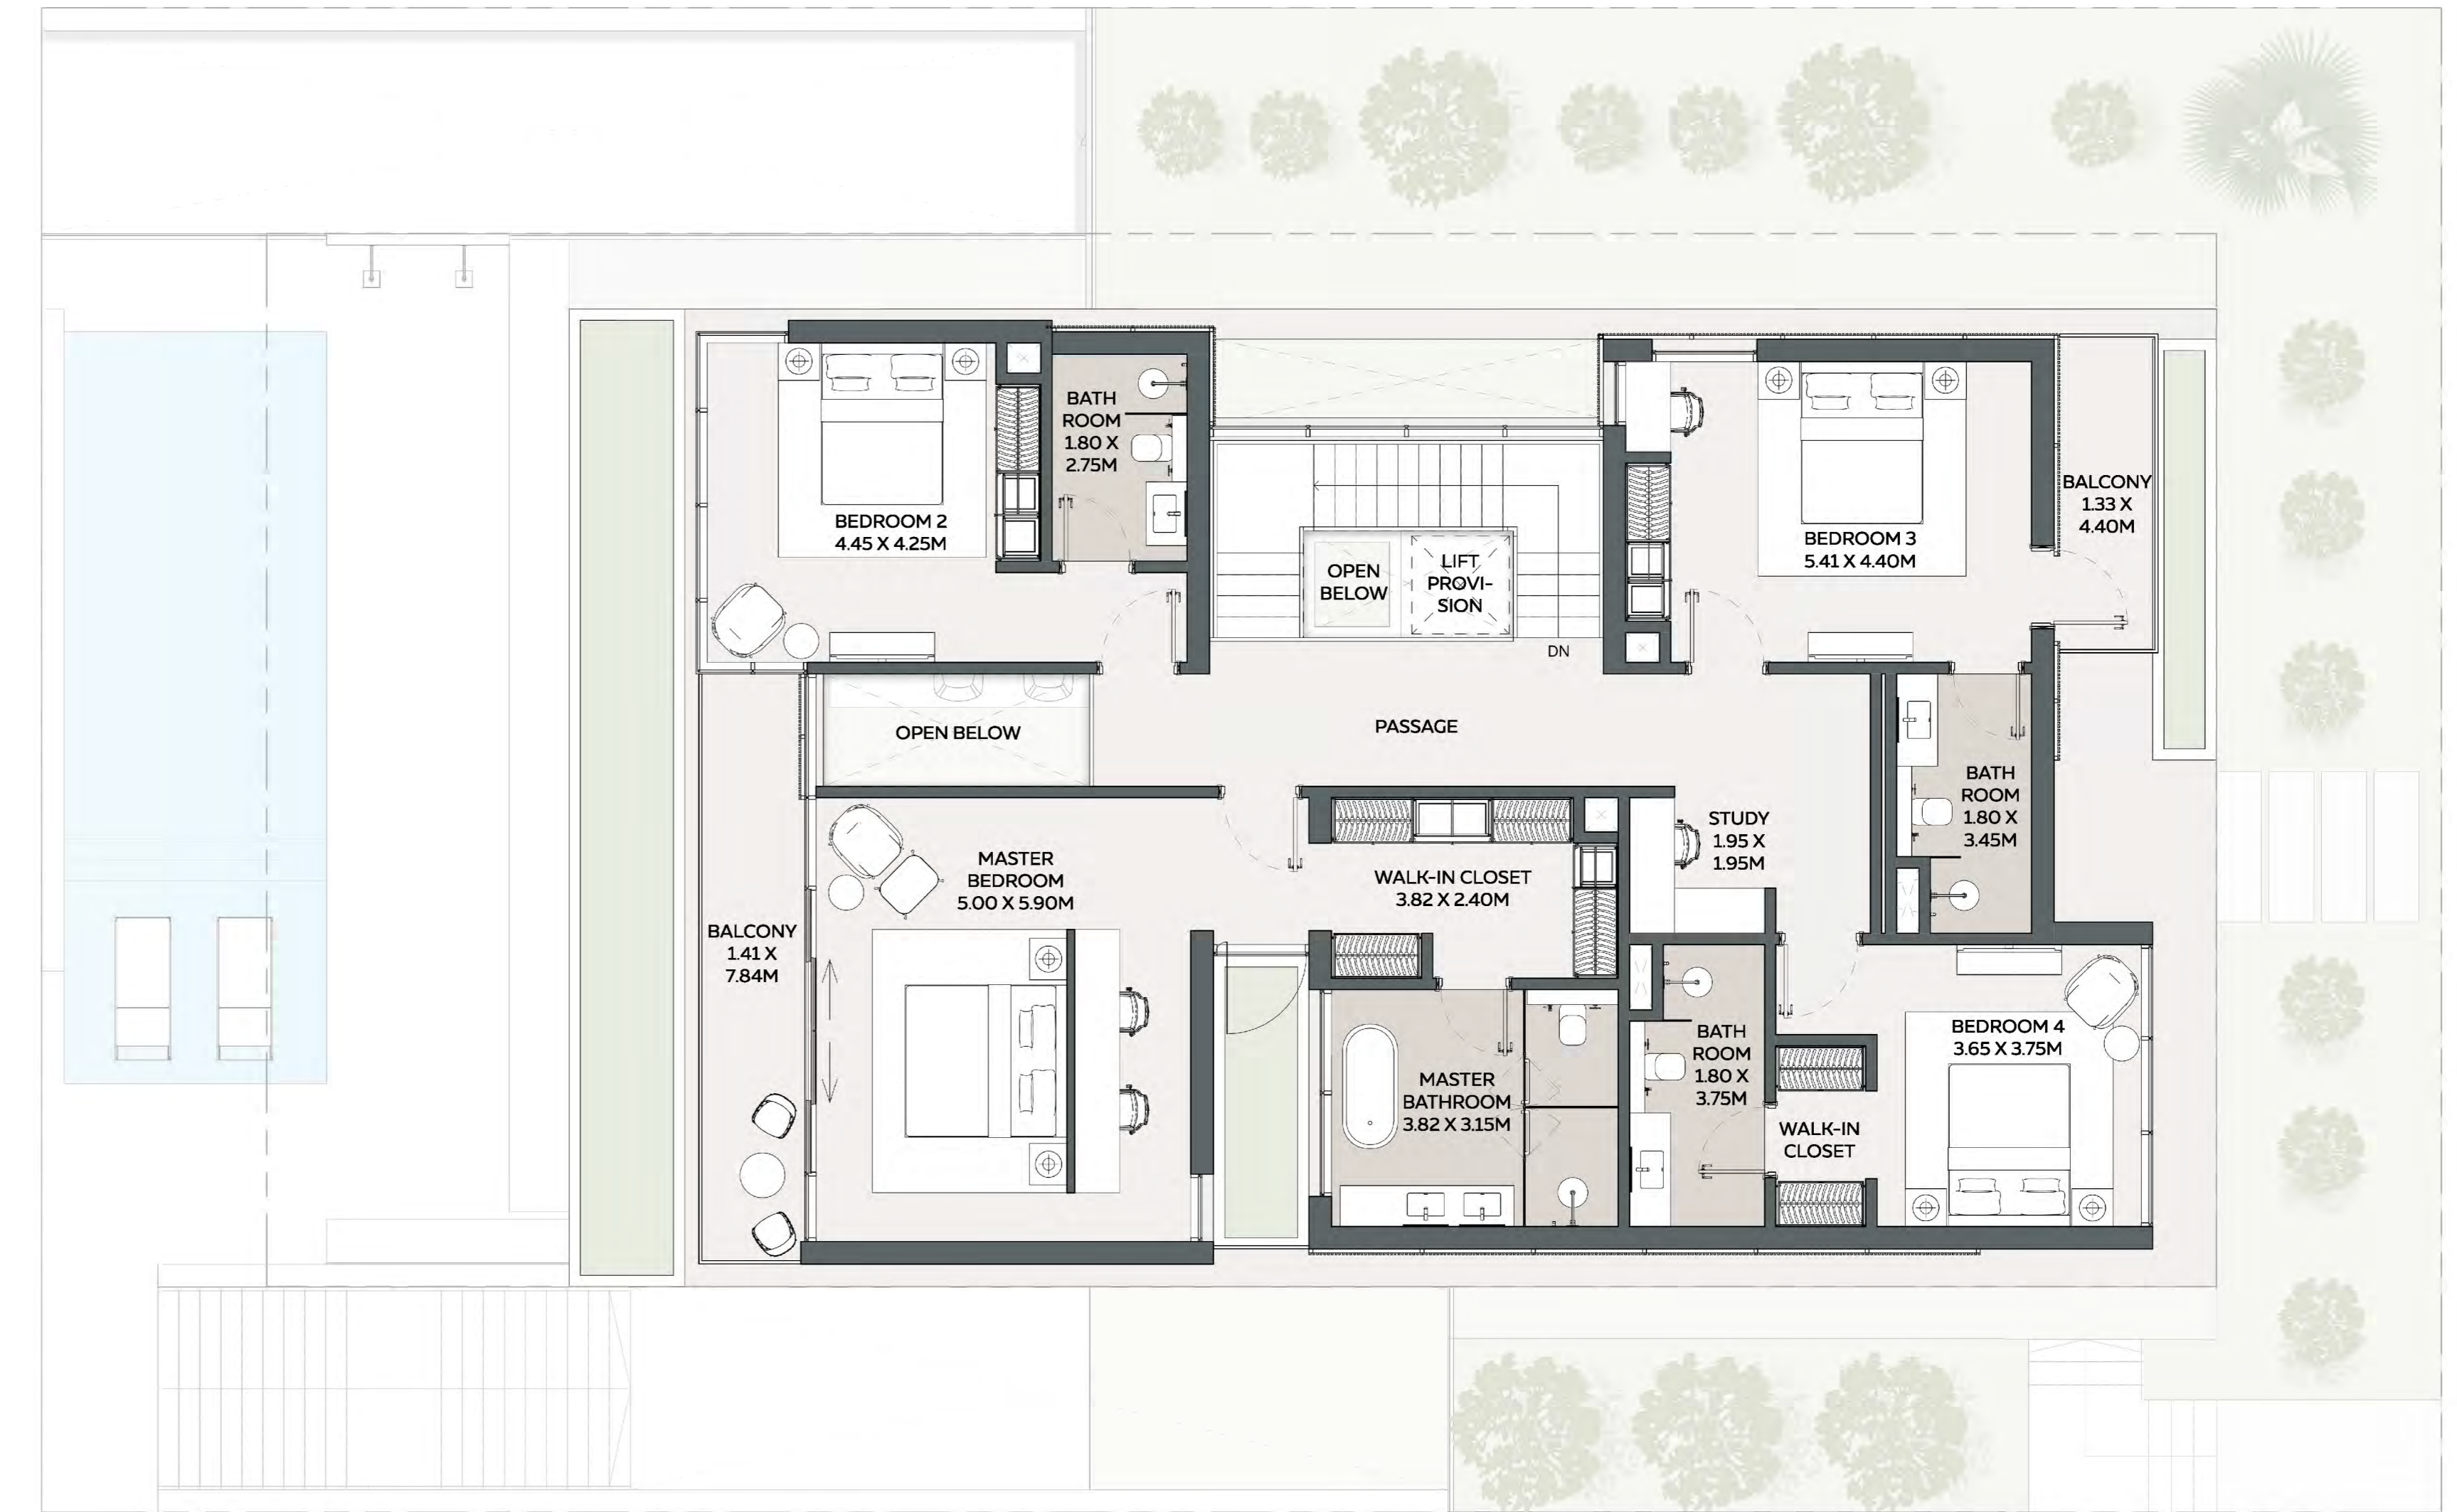 BATH
ROOM
1.80 X
2.75M
BEDROOM 2
4.45 X 4.25M
OPEN
BELOW
LIFT
PROVI-
SION
DN
BEDROOM 3
5.41 X 4.40M
BALCONY
1.33 X
4.40M
OPEN BELOW
PASSAGE
BATH
ROOM
1.80 X
3.45M
STUDY
1.95 X
1.95M
MASTER
BEDROOM
5.00 X 5.90M
WALK-IN CLOSET
3.82 X 2.40M
BALCONY
1.41 X
7.84M
MASTER
BATHROOM
3.82 X 3.15M
BATH
ROOM
1.80 X
3.75M
BEDROOM 4
3.65 X 3.75M
WALK-IN
CLOSET